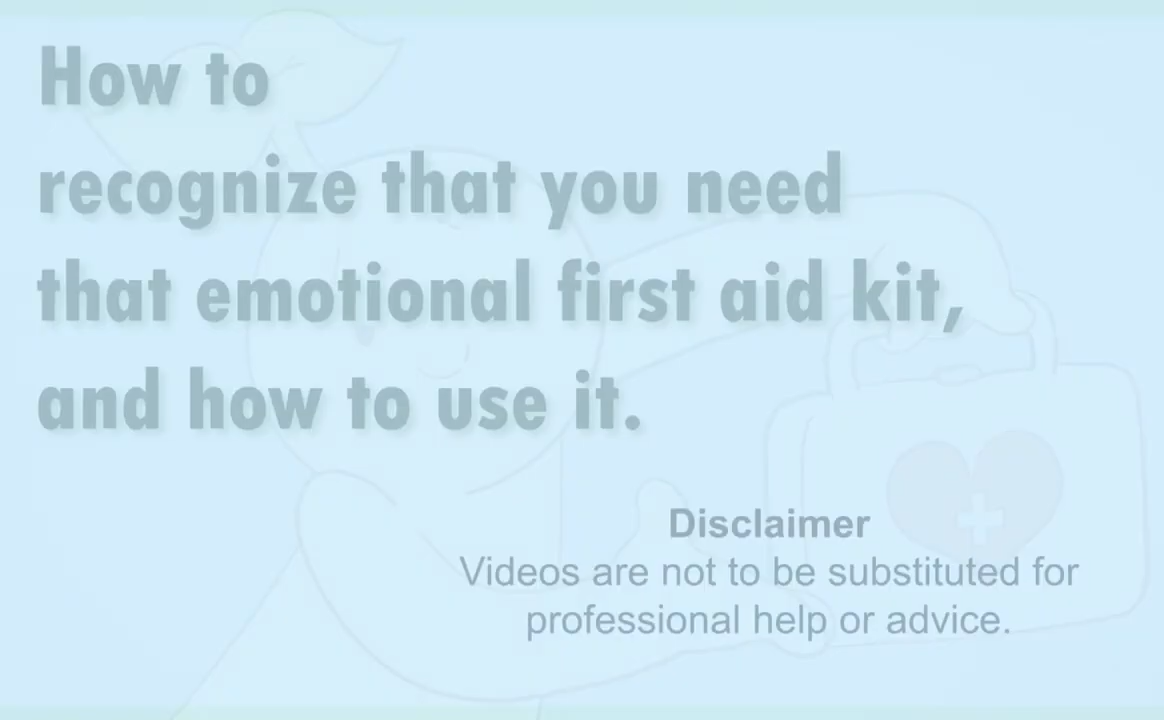 How to
recognize that you need
that emotional first aid kit,
and how to use it.
Disclaimer
Videos are not to be substituted for
professional help or advice.